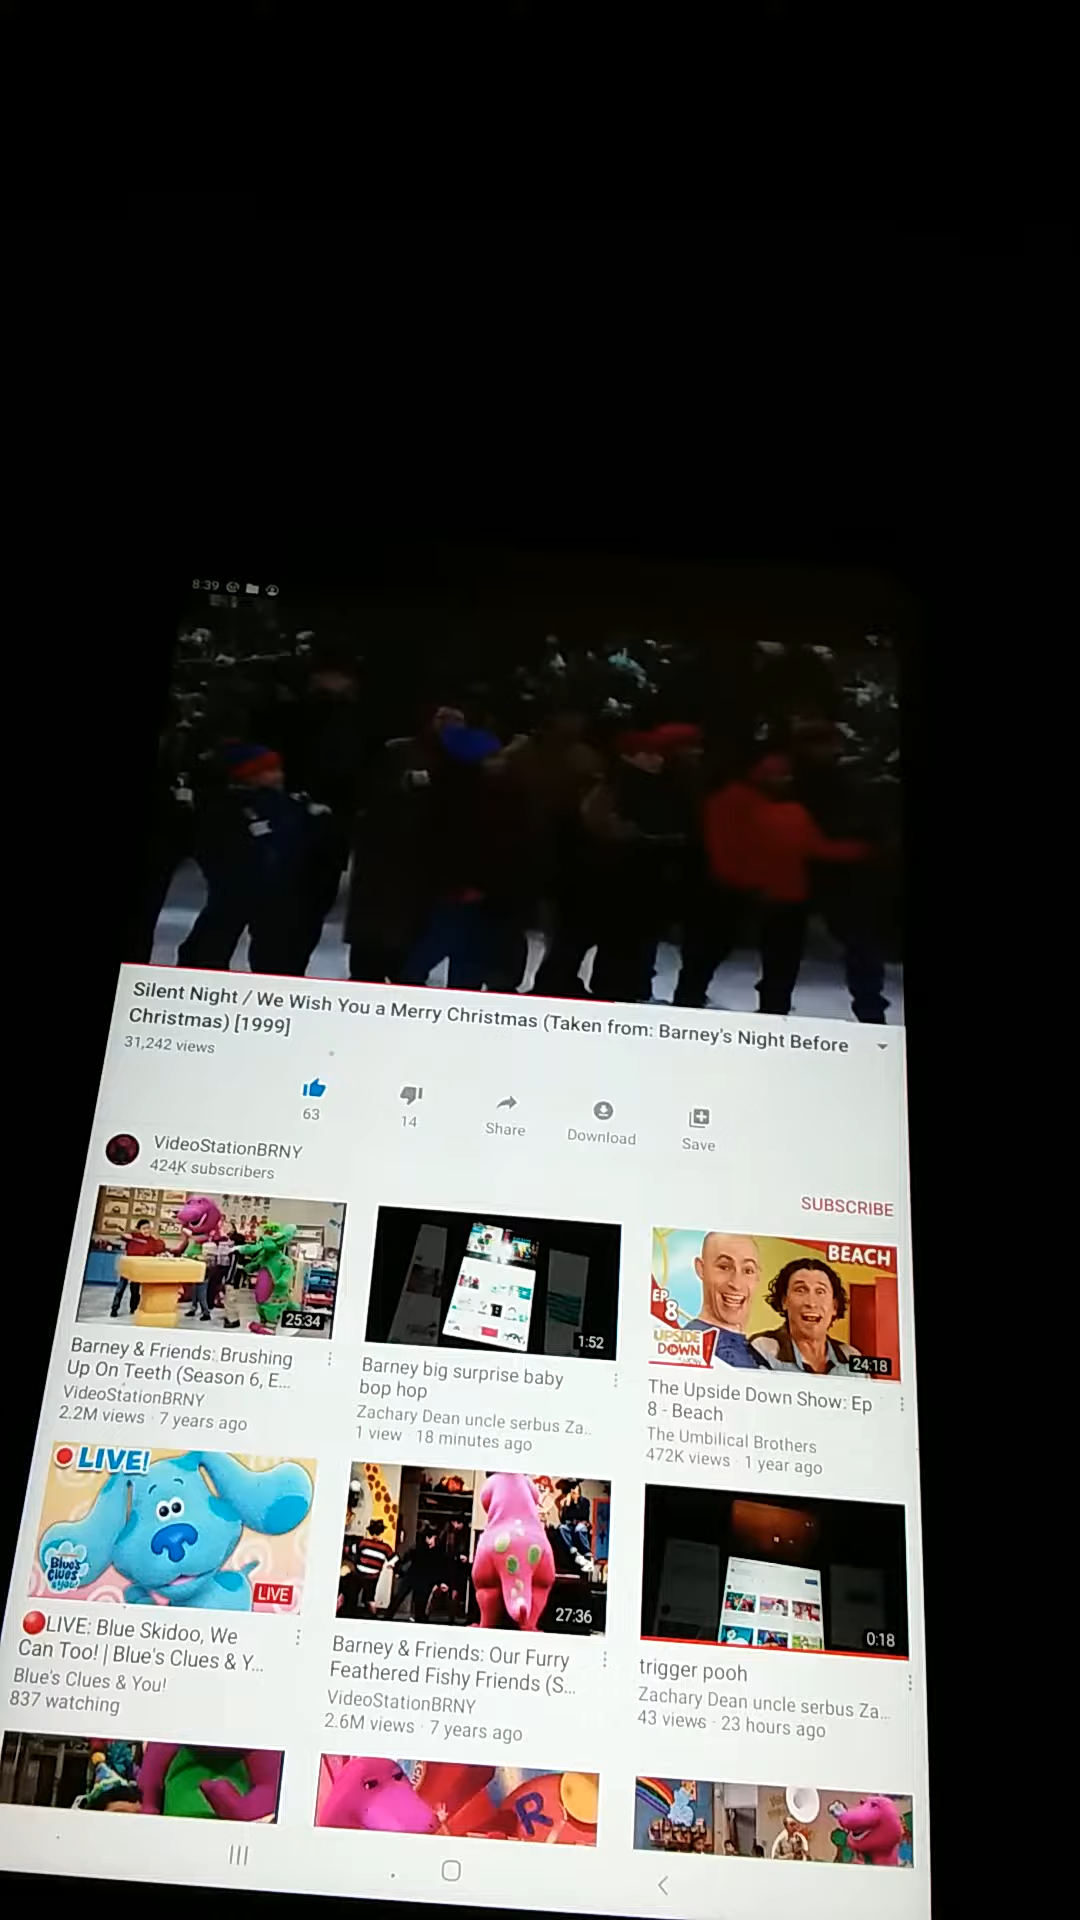 8:39
Silent Night / We Wish You a Merry Christmas (Taken from: Barney's Night Before
Christmas) [1999]
31,242 views
63
14
Share
Download
Save
VideoStationBRNY
424K subscribers
SUBSCRIBE
25:34
Barney & Friends: Brushing
Up On Teeth (Season 6, E...
VideoStationBRNY
2.2M views · 7 years ago
1:52
Barney big surprise baby
bop hop
Zachary Dean uncle serbus Za..
1 view · 18 minutes ago
BEACH
EP
8
UPSIDE
DOWN
SHOW
24:18
The Upside Down Show: Ep
8 - Beach
The Umbilical Brothers
472K views · 1 year ago
LIVE!
Blue's
Clues
& you!
LIVE
🔴LIVE: Blue Skidoo, We
Can Too! | Blue's Clues & Y...
Blue's Clues & You!
837 watching
27:36
Barney & Friends: Our Furry
Feathered Fishy Friends (S...
VideoStationBRNY
2.6M views · 7 years ago
0:18
trigger pooh
Zachary Dean uncle serbus Za...
43 views · 23 hours ago
R